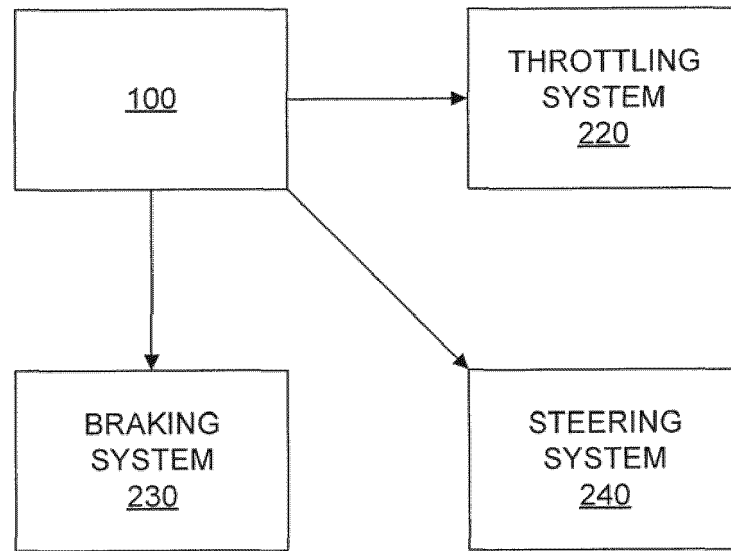 100
THROTTLING
SYSTEM
220
BRAKING
SYSTEM
230
STEERING
SYSTEM
240